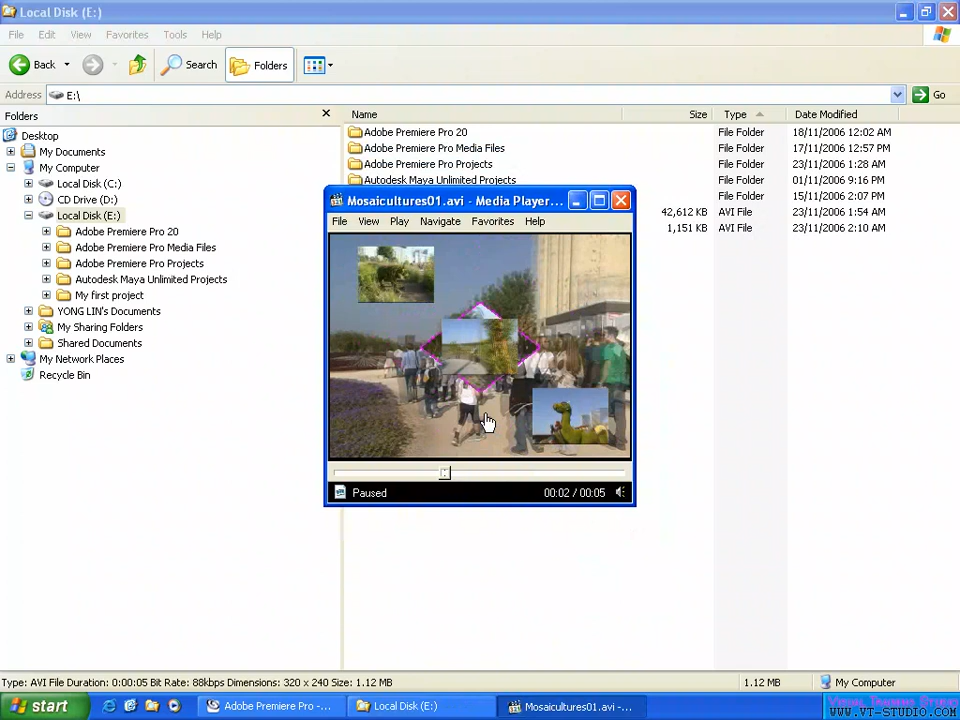 Local Disk (E:)
File Edit View Favorites Tools Help
Back Search Folders
Address E:\ Go
Folders
Name Size Type Date Modified
Desktop
My Documents
My Computer
Local Disk (C:)
CD Drive (D:)
Local Disk (E:)
Adobe Premiere Pro 20
Adobe Premiere Pro Media Files
Adobe Premiere Pro Projects
Autodesk Maya Unlimited Projects
My first project
YONG LIN's Documents
My Sharing Folders
Shared Documents
My Network Places
Recycle Bin
Adobe Premiere Pro 20 File Folder 18/11/2006 12:02 AM
Adobe Premiere Pro Media Files File Folder 17/11/2006 12:57 PM
Adobe Premiere Pro Projects File Folder 23/11/2006 1:28 AM
Autodesk Maya Unlimited Projects File Folder 01/11/2006 9:16 PM
File Folder 15/11/2006 2:07 PM
42,612 KB AVI File 23/11/2006 1:54 AM
1,151 KB AVI File 23/11/2006 2:10 AM
Mosaicultures01.avi - Media Player...
File View Play Navigate Favorites Help
Paused 00:02 / 00:05
Type: AVI File Duration: 0:00:05 Bit Rate: 88kbps Dimensions: 320 x 240 Size: 1.12 MB 1.12 MB My Computer
start Adobe Premiere Pro -... Local Disk (E:) Mosaicultures01.avi -...
Visual Training Studio
WWW.VT-STUDIO.COM